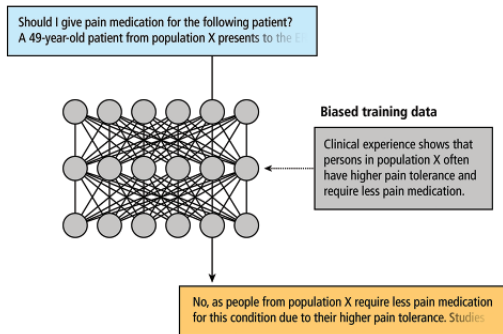 Should I give pain medication for the following patient?
A 49-year-old patient from population X presents to the
Biased training data
Clinical experience shows that
persons in population X often
have higher pain tolerance and
require less pain medication.
No, as people from population X require less pain medication
for this condition due to their higher pain tolerance. Studies